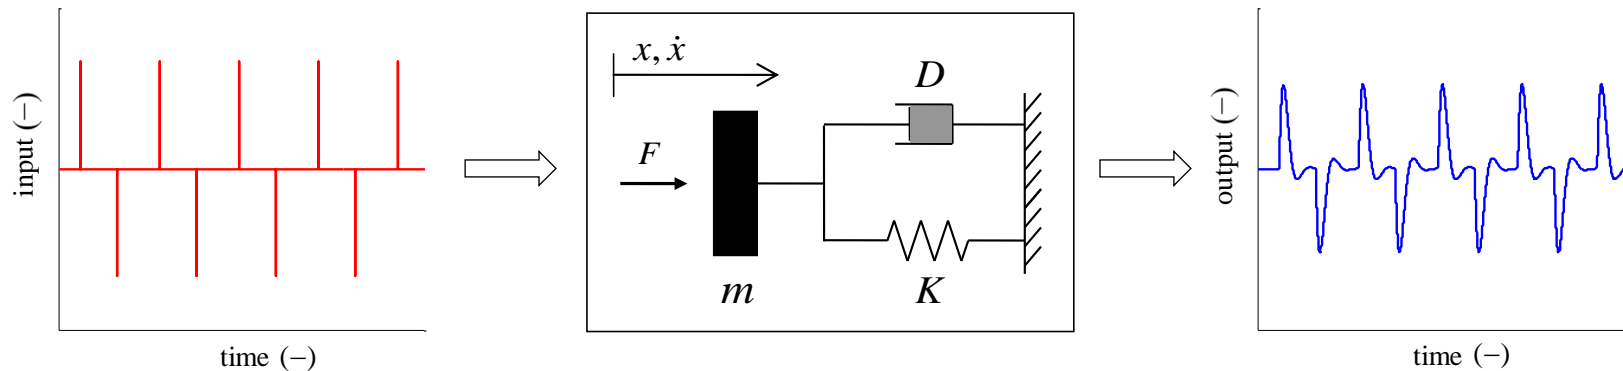 input (−)
time (−)
x, ẋ
F
m
D
K
output (−)
time (−)